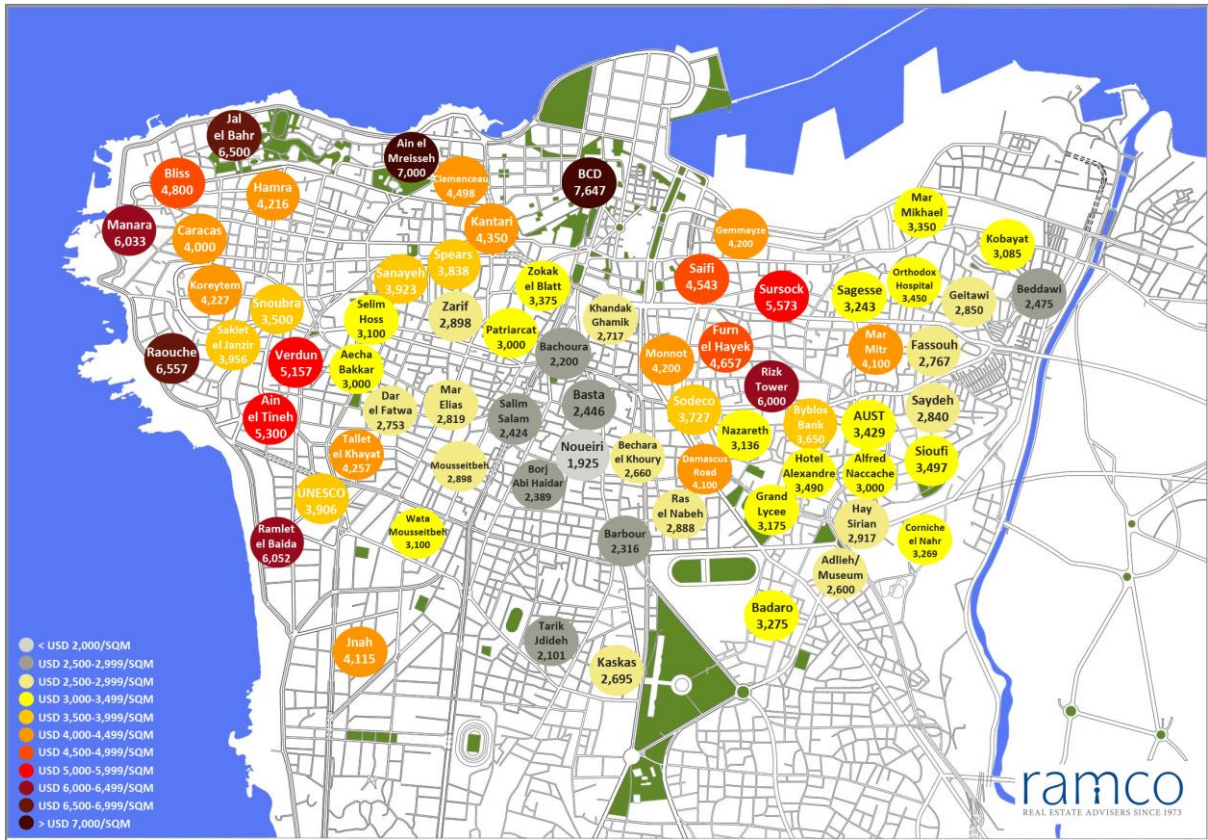 Jal
el Bahr
6,500
Ain el
Mreisseh
7,000
BCD
7,647
Bliss
4,800
Hamra
4,216
Clemenceau
4,498
Manara
6,033
Caracas
4,000
Kantari
4,350
Gemmayze
4,200
Mar
Mikhael
3,350
Kobayat
3,085
Koreytem
4,227
Snoubra
3,500
Sanayeh
3,923
Spears
3,838
Zokak
el Blatt
3,375
Saifi
4,543
Sursock
5,573
Sagesse
3,243
Orthodox
Hospital
3,450
Geitawi
2,850
Beddawi
2,475
Selim
Hoss
3,100
Zarif
2,898
Patriarcat
3,000
Khandak
Ghamik
2,717
Raouche
6,557
Sakiet
el Janzir
3,956
Verdun
5,157
Aecha
Bakkar
3,000
Bachoura
2,200
Monnot
4,200
Furn
el Hayek
4,657
Mar
Mitr
4,100
Fassouh
2,767
Rizk
Tower
6,000
Ain
el Tineh
5,300
Dar
el Fatwa
2,753
Mar
Elias
2,819
Salim
Salam
2,424
Basta
2,446
Sodeco
3,727
Nazareth
3,136
Byblos
Bank
3,650
AUST
3,429
Saydeh
2,840
Tallet
el Khayat
4,257
Mousseitbeh
2,898
Noueiri
1,925
Bechara
el Khoury
2,660
Damascus
Road
4,100
Hotel
Alexandre
3,490
Alfred
Naccache
3,000
Sioufi
3,497
UNESCO
3,906
Borj
Abi Haidar
2,389
Ras
el Nabeh
2,888
Grand
Lycee
3,175
Hay
Sirian
2,917
Corniche
el Nahr
3,269
Ramlet
el Baida
6,052
Wata
Mousseitbeh
3,100
Barbour
2,316
Adlieh/
Museum
2,600
Badaro
3,275
Jnah
4,115
Tarik
Jdideh
2,101
Kaskas
2,695
< USD 2,000/SQM
USD 2,500-2,999/SQM
USD 2,500-2,999/SQM
USD 3,000-3,499/SQM
USD 3,500-3,999/SQM
USD 4,000-4,499/SQM
USD 4,500-4,999/SQM
USD 5,000-5,999/SQM
USD 6,000-6,499/SQM
USD 6,500-6,999/SQM
> USD 7,000/SQM
ramco
REAL ESTATE ADVISERS SINCE 1973